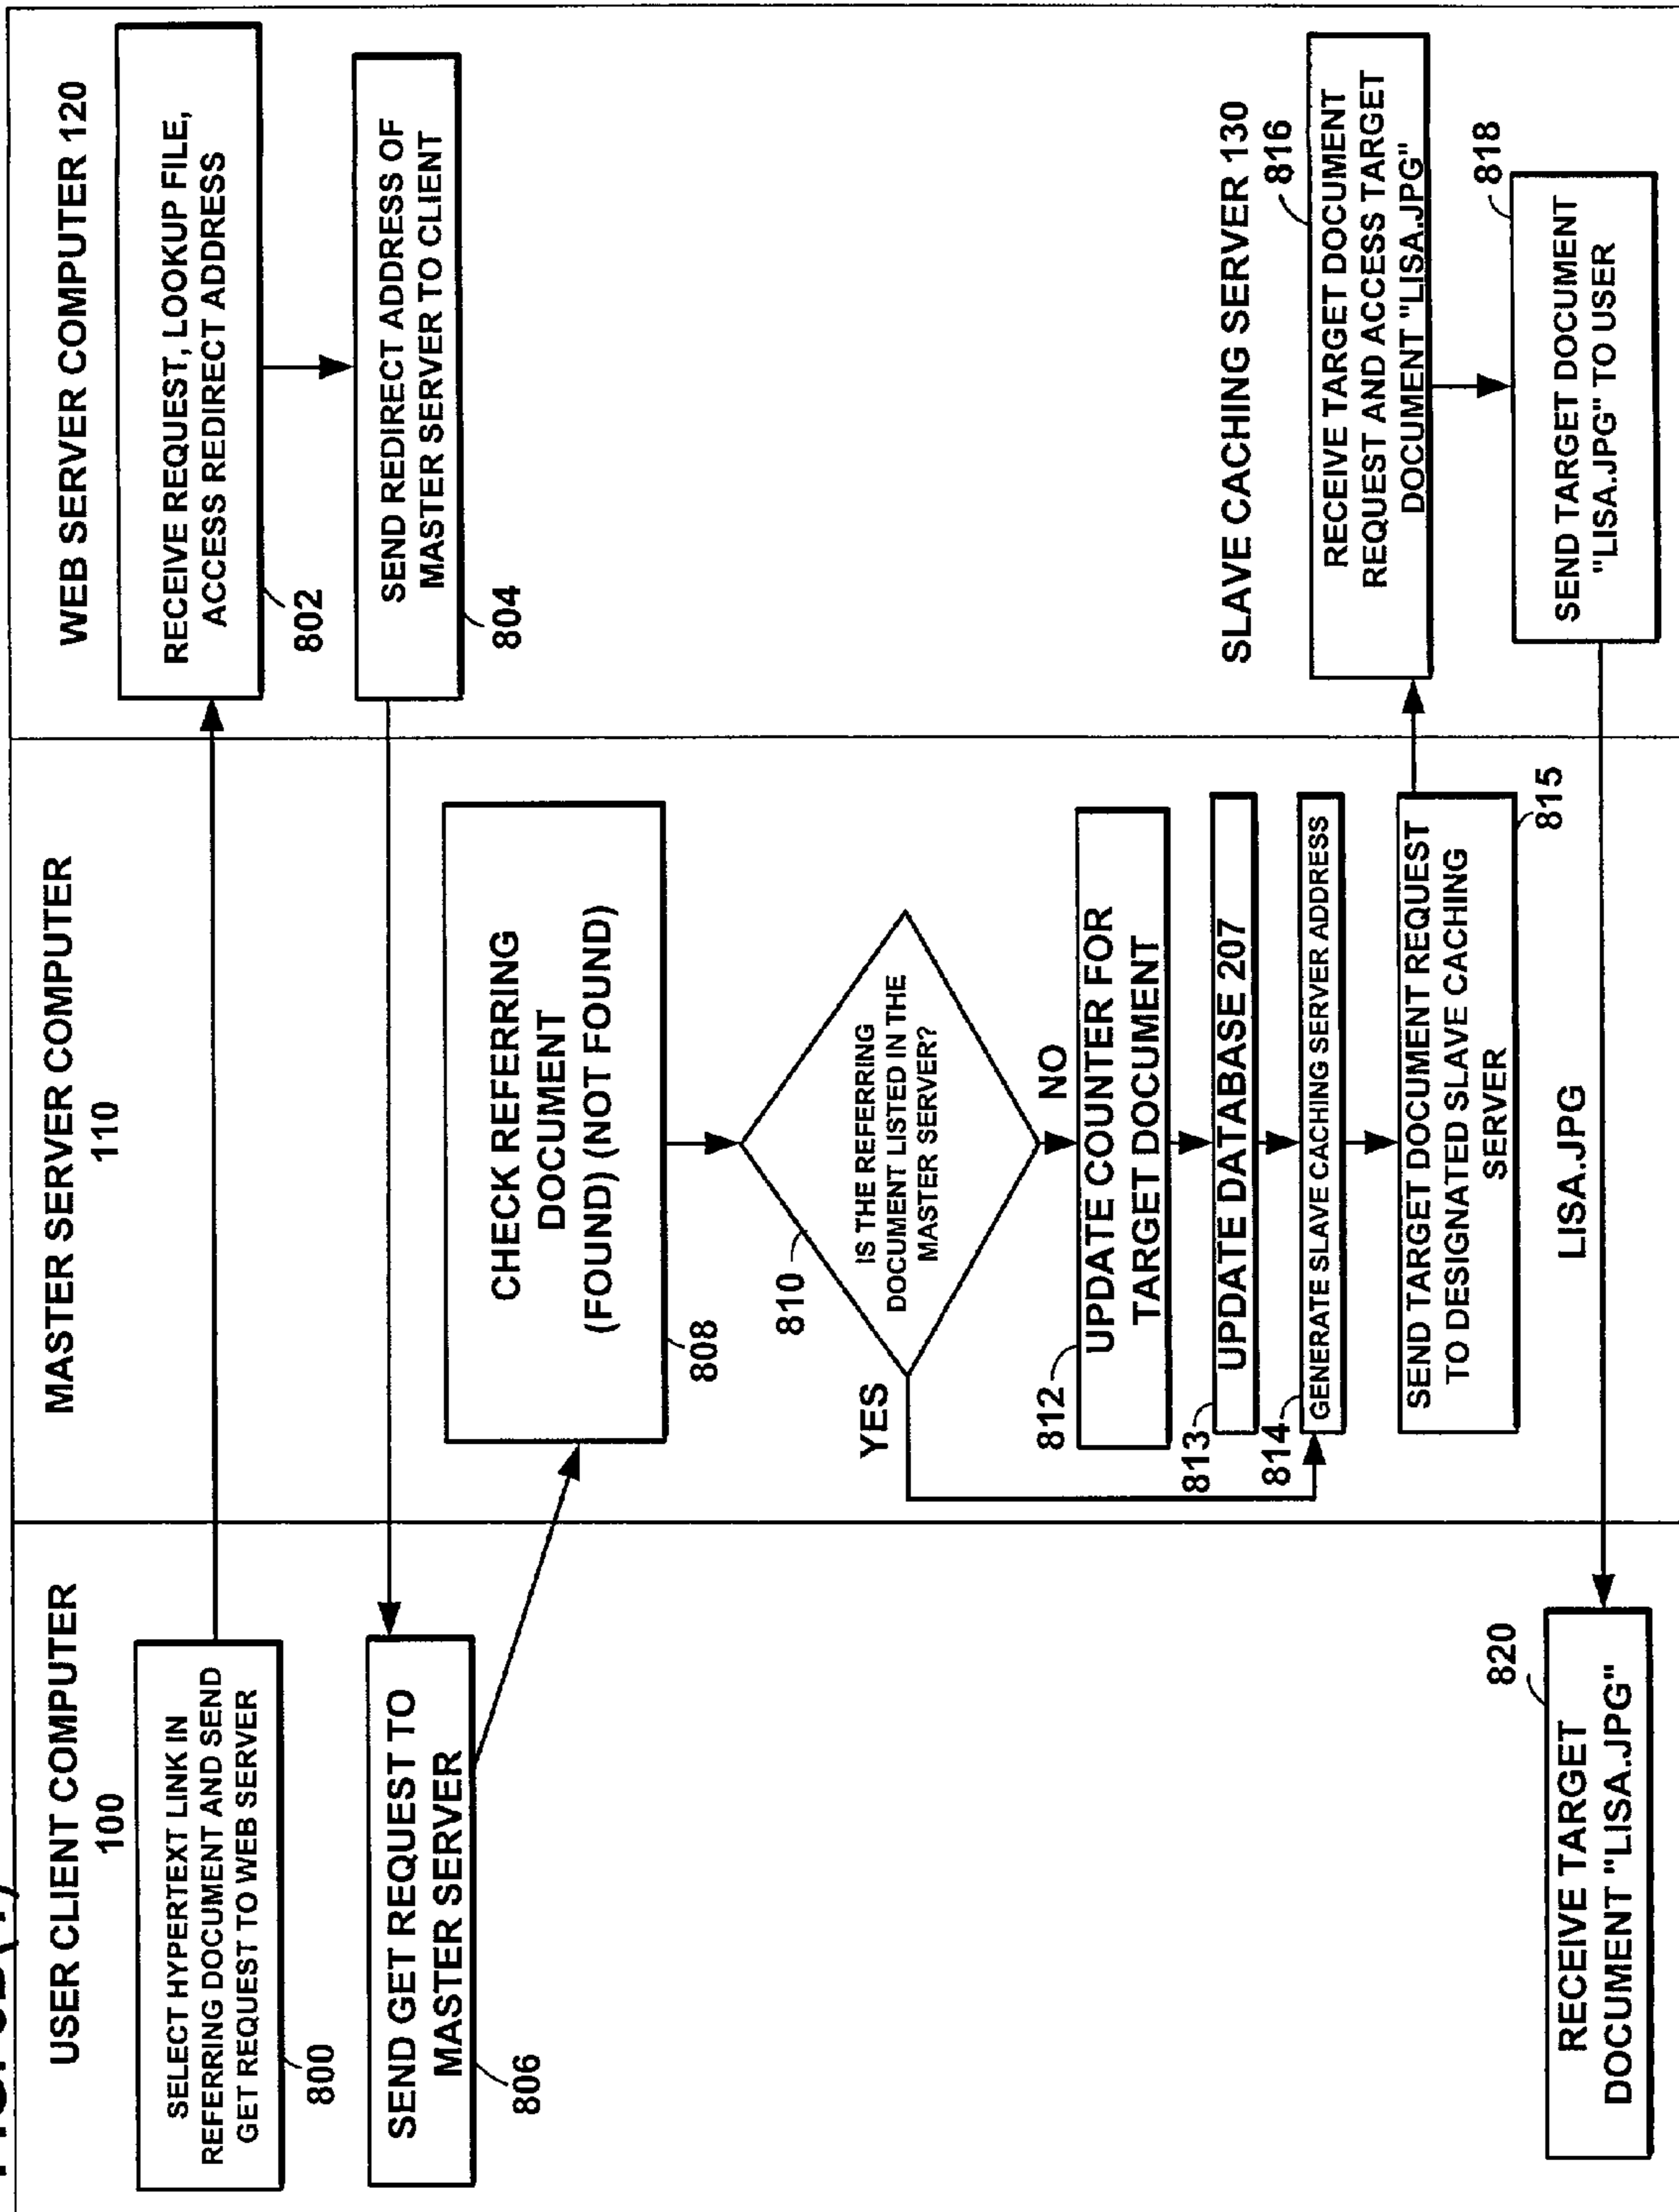 USER CLIENT COMPUTER
100
SELECT HYPERTEXT LINK IN
REFERRING DOCUMENT AND SEND
GET REQUEST TO WEB SERVER
800
SEND GET REQUEST TO
MASTER SERVER
806
820
RECEIVE TARGET
DOCUMENT "LISA.JPG"
MASTER SERVER COMPUTER
110
CHECK REFERRING
DOCUMENT
(FOUND) (NOT FOUND)
808
810
IS THE REFERRING
DOCUMENT LISTED IN THE
MASTER SERVER?
YES
NO
812
UPDATE COUNTER FOR
TARGET DOCUMENT
813
UPDATE DATABASE 207
814
GENERATE SLAVE CACHING SERVER ADDRESS
SEND TARGET DOCUMENT REQUEST
TO DESIGNATED SLAVE CACHING
SERVER
815
LISA.JPG
WEB SERVER COMPUTER 120
RECEIVE REQUEST, LOOKUP FILE,
ACCESS REDIRECT ADDRESS
802
SEND REDIRECT ADDRESS OF
MASTER SERVER TO CLIENT
804
SLAVE CACHING SERVER 130
816
RECEIVE TARGET DOCUMENT
REQUEST AND ACCESS TARGET
DOCUMENT "LISA.JPG"
818
SEND TARGET DOCUMENT
"LISA.JPG" TO USER